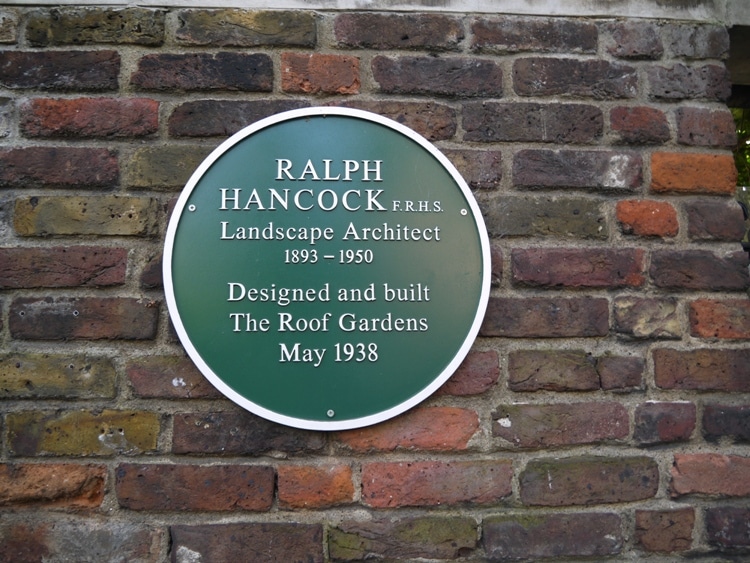 RALPH
HANCOCK F.R.H.S.
Landscape Architect
1893 – 1950
Designed and built
The Roof Gardens
May 1938